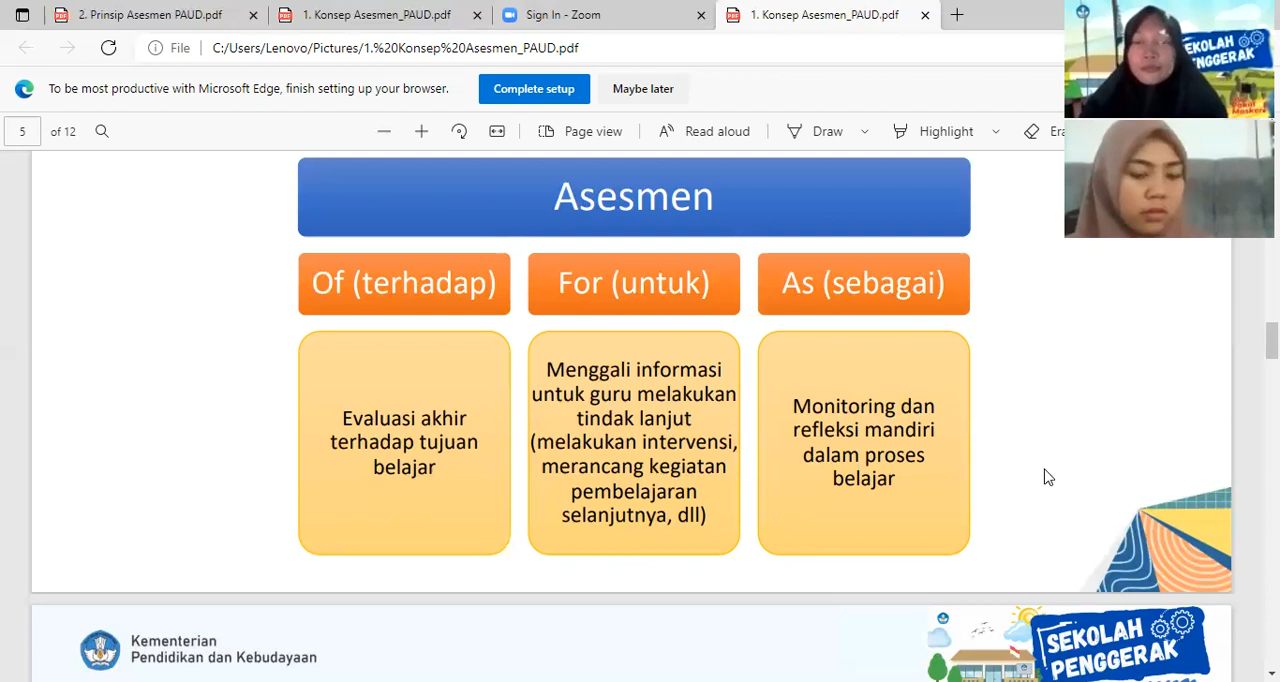 2. Prinsip Asesmen PAUD.pdf
1. Konsep Asesmen_PAUD.pdf
Sign In - Zoom
1. Konsep Asesmen_PAUD.pdf
File
C:/Users/Lenovo/Pictures/1.%20Konsep%20Asesmen_PAUD.pdf
To be most productive with Microsoft Edge, finish setting up your browser.
Complete setup
Maybe later
5 of 12
Page view
Read aloud
Draw
Highlight
Era
SEKOLAH
PENGGERAK
Asesmen
Of (terhadap)
For (untuk)
As (sebagai)
Evaluasi akhir
terhadap tujuan
belajar
Menggali informasi
untuk guru melakukan
tindak lanjut
(melakukan intervensi,
merancang kegiatan
pembelajaran
selanjutnya, dll)
Monitoring dan
refleksi mandiri
dalam proses
belajar
Kementerian
Pendidikan dan Kebudayaan
SEKOLAH
PENGGERAK